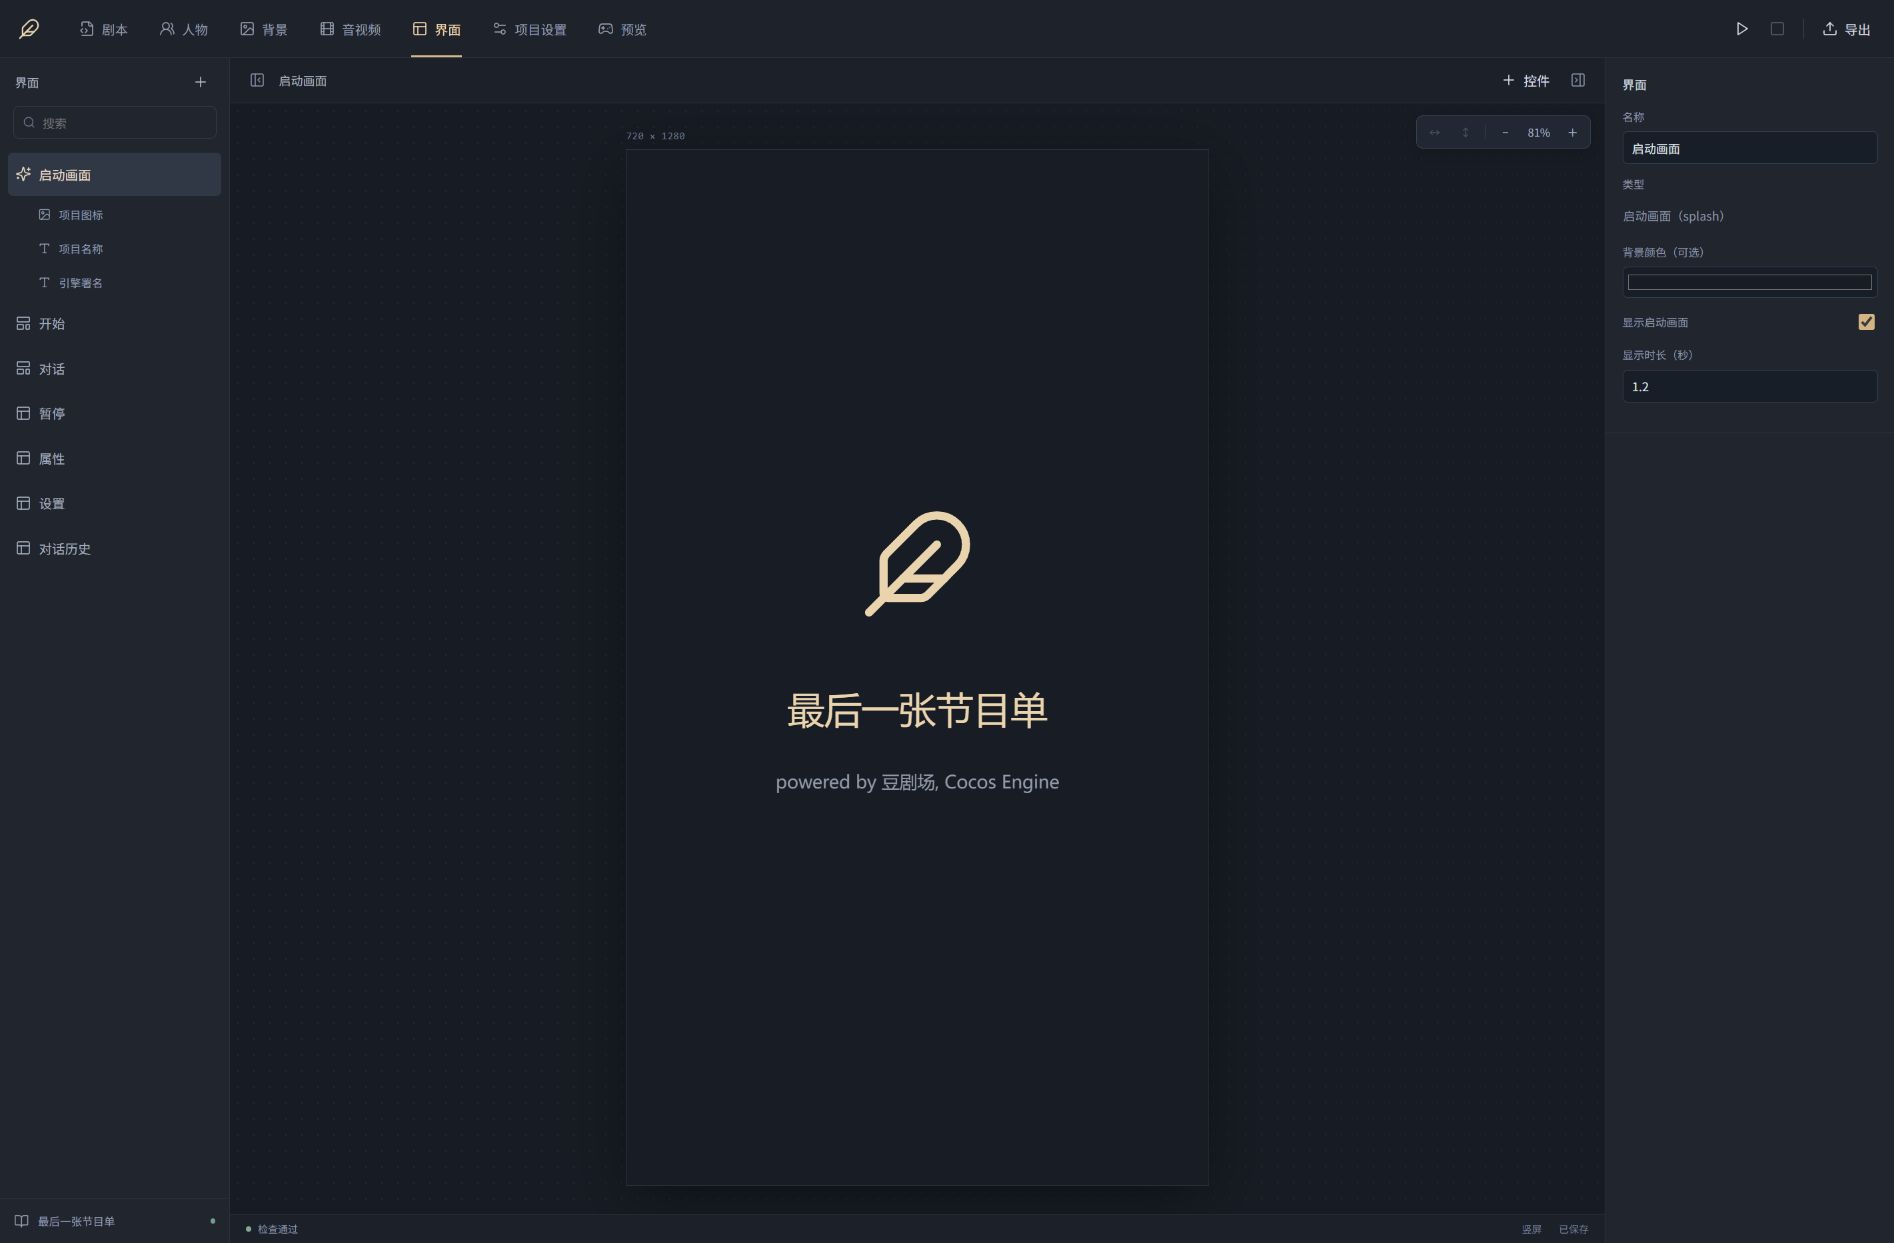 剧本 人物 背景 音视频 界面 项目设置 预览 导出
界面
搜索
启动画面
项目图标
项目名称
引擎署名
开始
对话
暂停
属性
设置
对话历史
最后一张节目单
启动画面
控件
720 × 1280
81%
最后一张节目单
powered by 豆剧场, Cocos Engine
检查通过
竖屏 已保存
界面
名称
启动画面
类型
启动画面（splash）
背景颜色（可选）
显示启动画面
显示时长（秒）
1.2